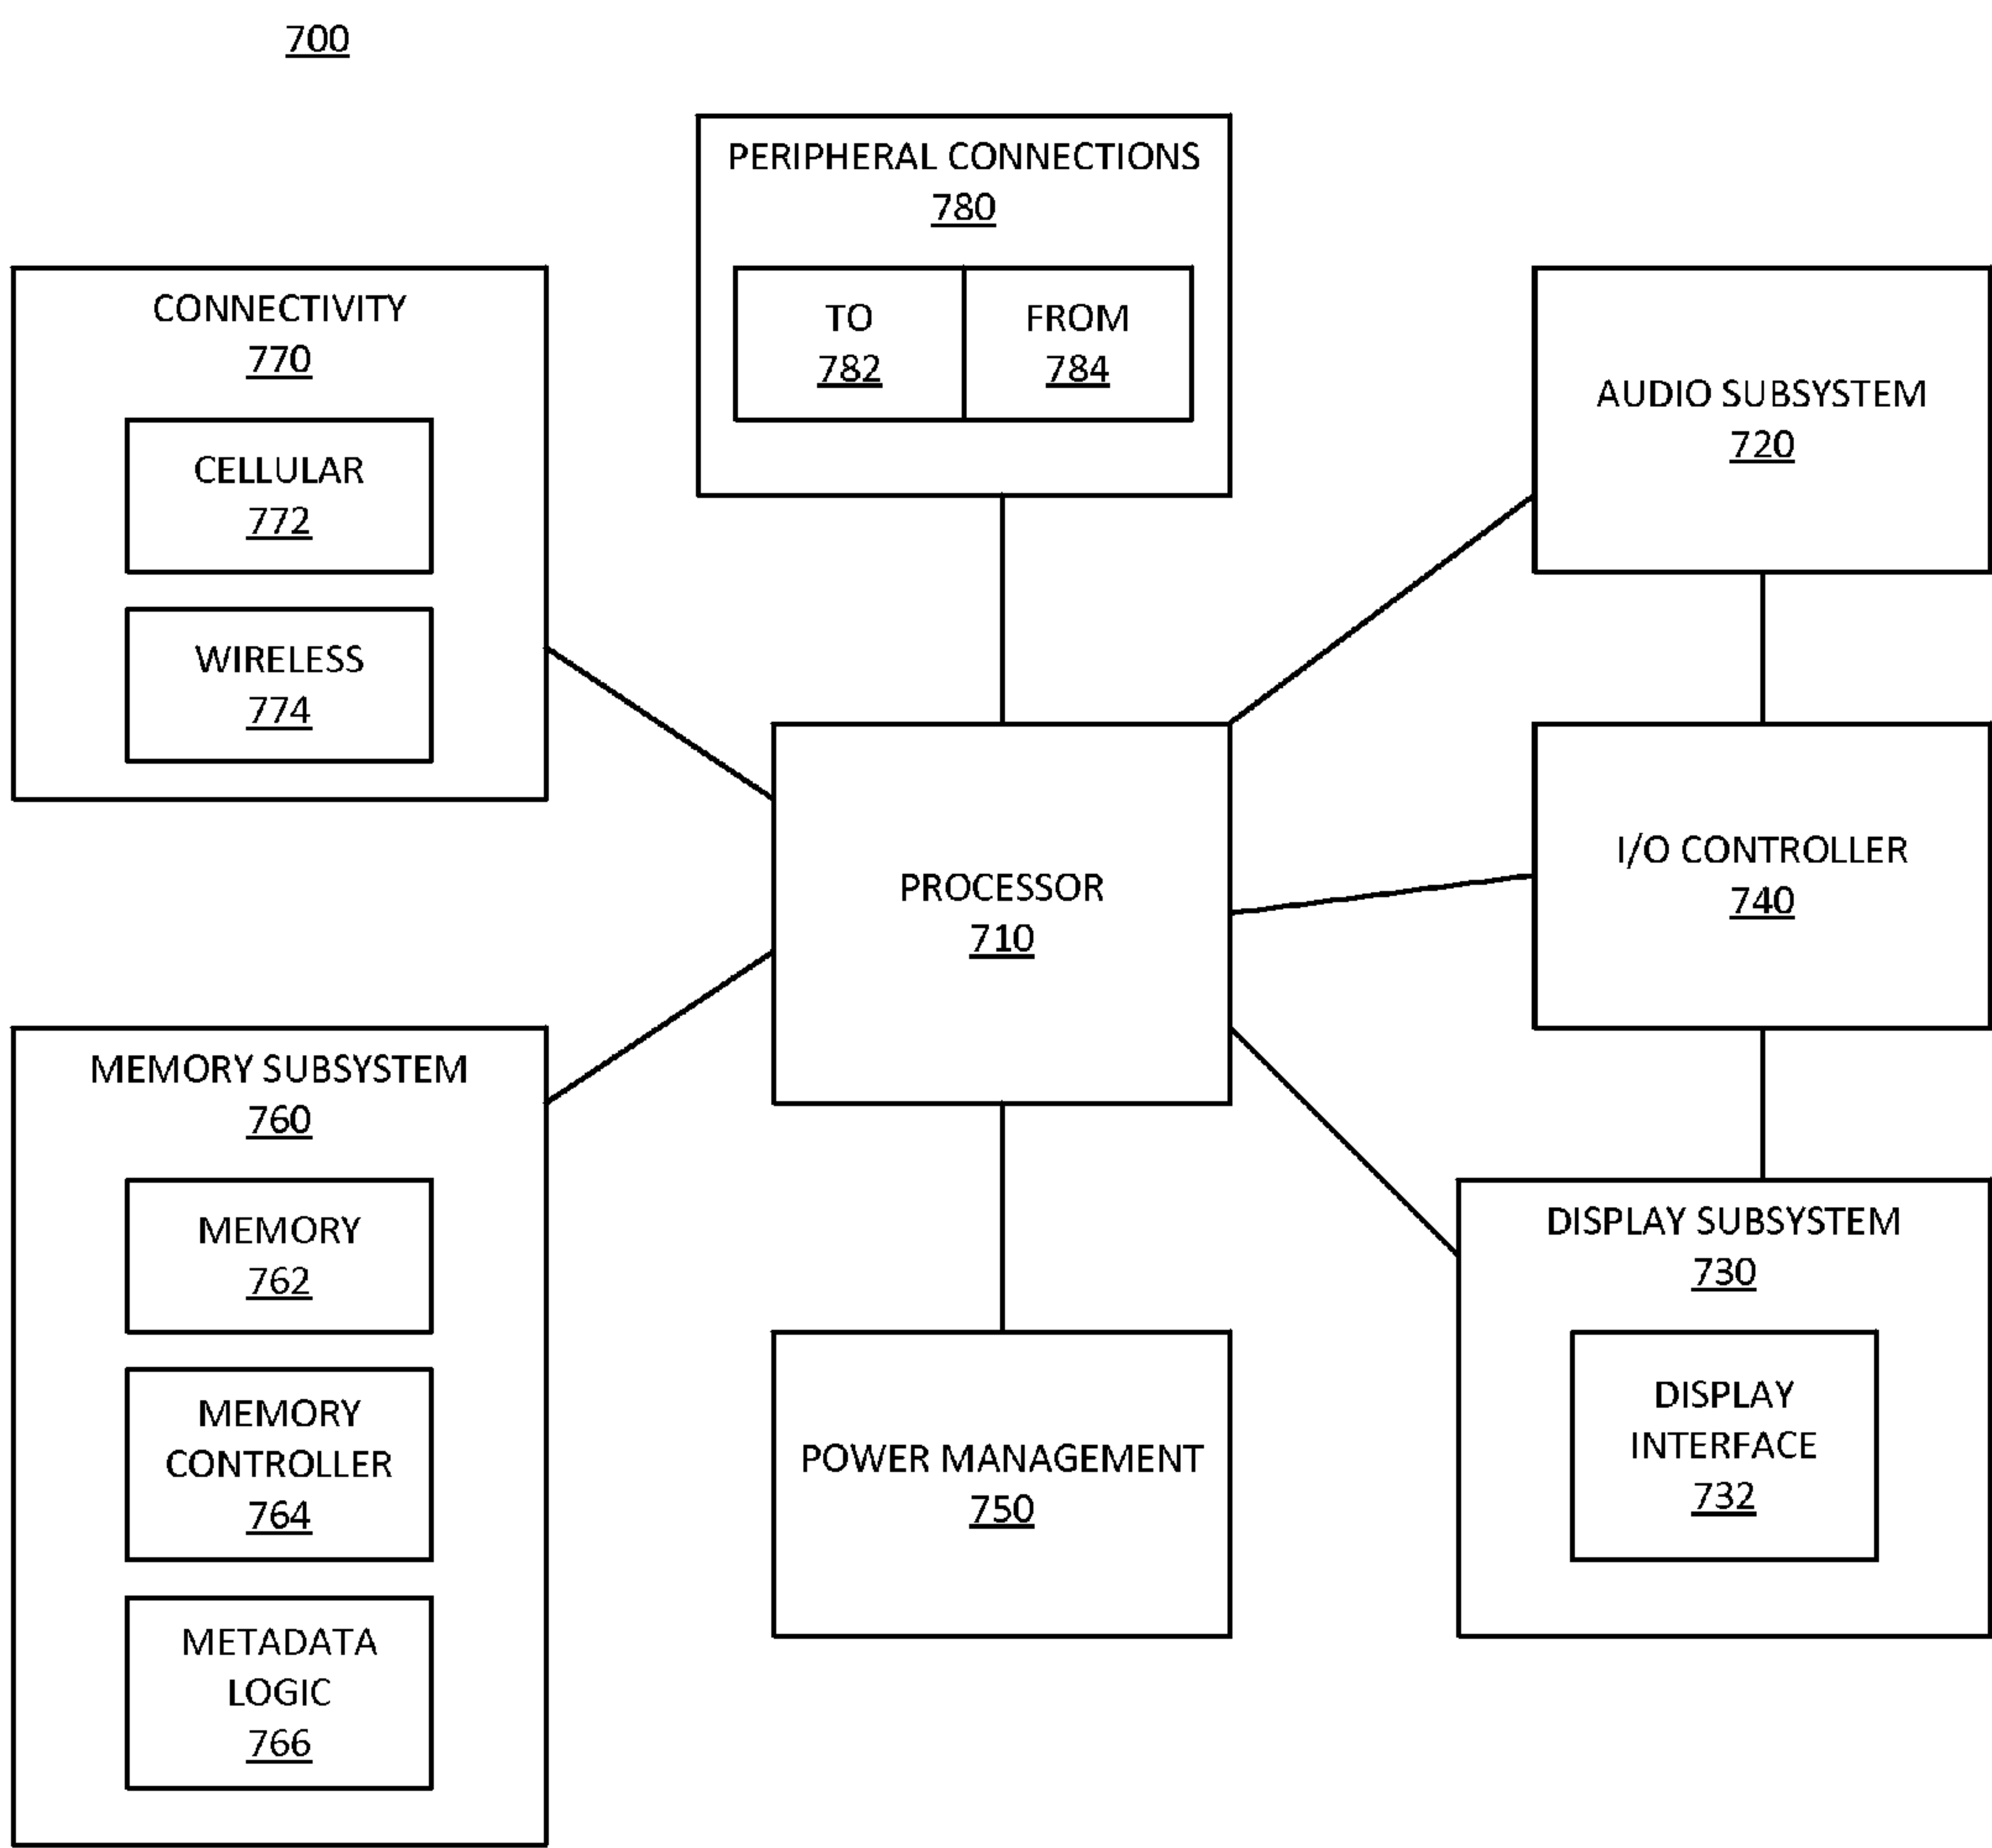 700
PERIPHERAL CONNECTIONS
780
TO
782
FROM
784
CONNECTIVITY
770
CELLULAR
772
WIRELESS
774
AUDIO SUBSYSTEM
720
PROCESSOR
710
I/O CONTROLLER
740
MEMORY SUBSYSTEM
760
MEMORY
762
MEMORY
CONTROLLER
764
METADATA
LOGIC
766
POWER MANAGEMENT
750
DISPLAY SUBSYSTEM
730
DISPLAY
INTERFACE
732